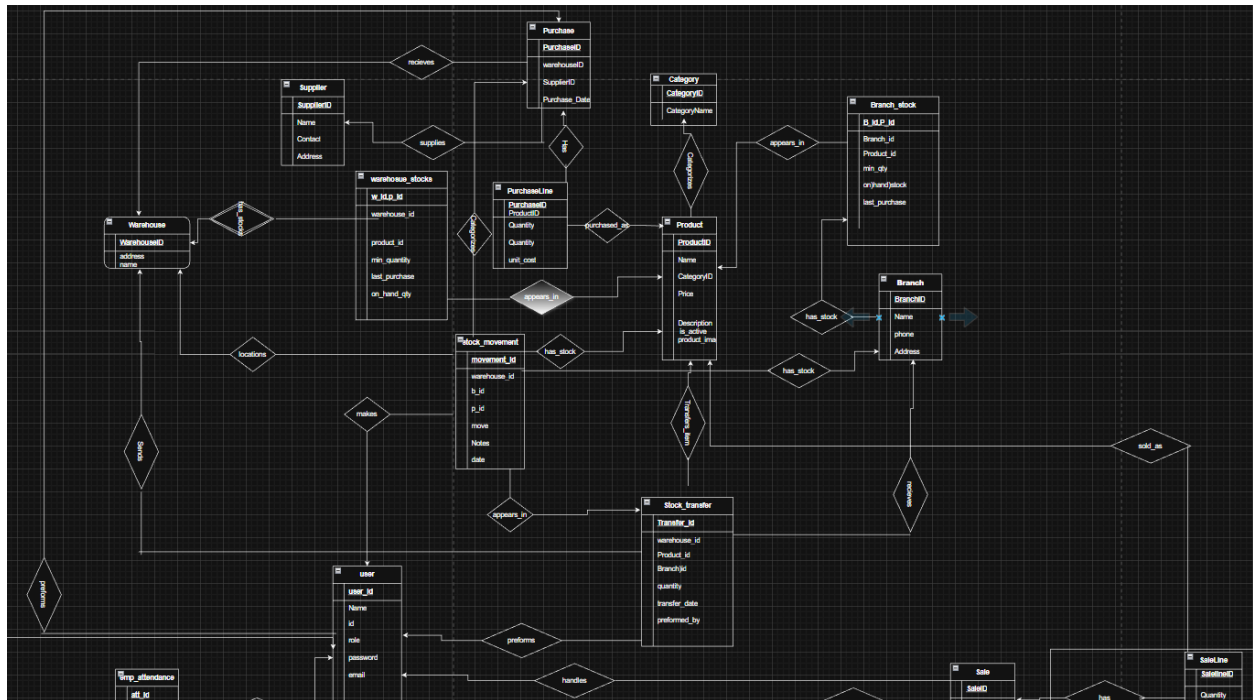 Purchase
PurchaseID
warehouseID
SupplierID
Purchase_Date
recieves
Supplier
SupplierID
Name
Contact
Address
supplies
Has
Category
CategoryID
CategoryName
Categorizes
Branch_stock
B_id,P_id
Branch_id
Product_id
min_qty
on)hand)stock
last_purchase
appears_in
warehosue_stocks
w_id,p_id
warehouse_id
product_id
min_quantity
last_purchase
on_hand_qty
has_stocks
Warehouse
WarehouseID
address
name
Categorizes
PurchaseLine
PurchaseID
ProductID
Quantity
Quantity
unit_cost
purchased_as
Product
ProductID
Name
CategoryID
Price
Description
is_active
product_ima
appears_in
Branch
BranchID
Name
phone
Address
has_stock
stock_movement
movement_id
warehouse_id
b_id
p_id
move
Notes
date
has_stock
has_stock
locations
makes
Sends
Transfers_item
sold_as
recieves
appears_in
Stock_transfer
Transfer_id
warehouse_id
Product_id
Branch)id
quantity
transfer_date
preformed_by
preforms
user
user_id
Name
id
role
password
email
preforms
handles
emp_attendance
att_id
Sale
SaleID
has
SaleLine
SalelineID
Quantity